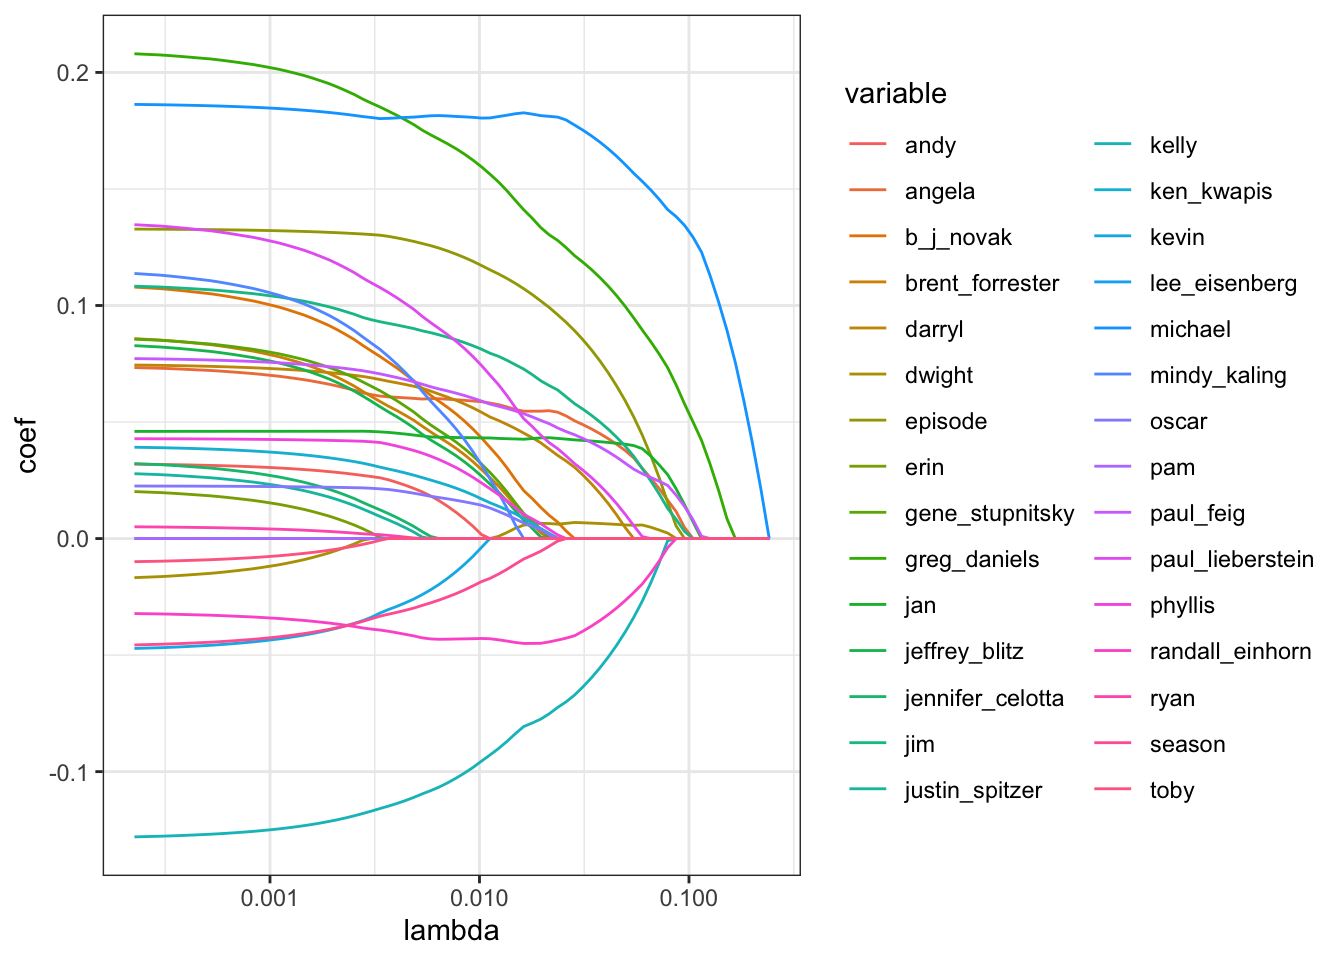 variable
andy
angela
b_j_novak
brent_forrester
darryl
dwight
episode
erin
gene_stupnitsky
greg_daniels
jan
jeffrey_blitz
jennifer_celotta
jim
justin_spitzer
kelly
ken_kwapis
kevin
lee_eisenberg
michael
mindy_kaling
oscar
pam
paul_feig
paul_lieberstein
phyllis
randall_einhorn
ryan
season
toby
coef
0.2
0.1
0.0
-0.1
0.001 0.010 0.100
lambda